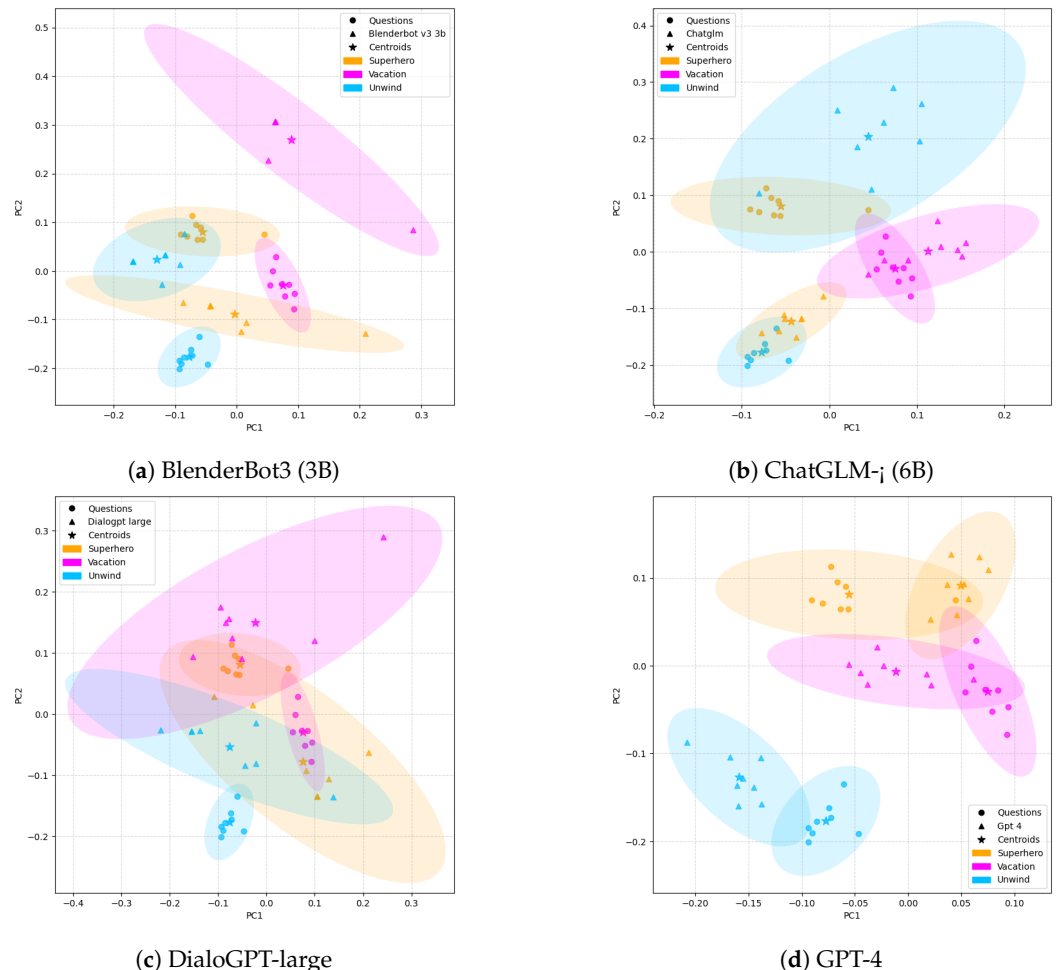 Questions
Blenderbot v3 3b
Centroids
Superhero
Vacation
Unwind
0.5
0.4
0.3
0.2
0.1
0.0
−0.1
−0.2
PC2
−0.2 −0.1 0.0 0.1 0.2 0.3
PC1
(a) BlenderBot3 (3B)
Questions
Chatglm
Centroids
Superhero
Vacation
Unwind
0.4
0.3
0.2
0.1
0.0
−0.1
−0.2
PC2
−0.2 −0.1 0.0 0.1 0.2
PC1
(b) ChatGLM-¡ (6B)
Questions
Dialogpt large
Centroids
Superhero
Vacation
Unwind
0.3
0.2
0.1
0.0
−0.1
−0.2
PC2
−0.4 −0.3 −0.2 −0.1 0.0 0.1 0.2 0.3
PC1
(c) DialoGPT-large
0.1
0.0
−0.1
−0.2
PC2
Questions
Gpt 4
Centroids
Superhero
Vacation
Unwind
−0.20 −0.15 −0.10 −0.05 0.00 0.05 0.10
PC1
(d) GPT-4